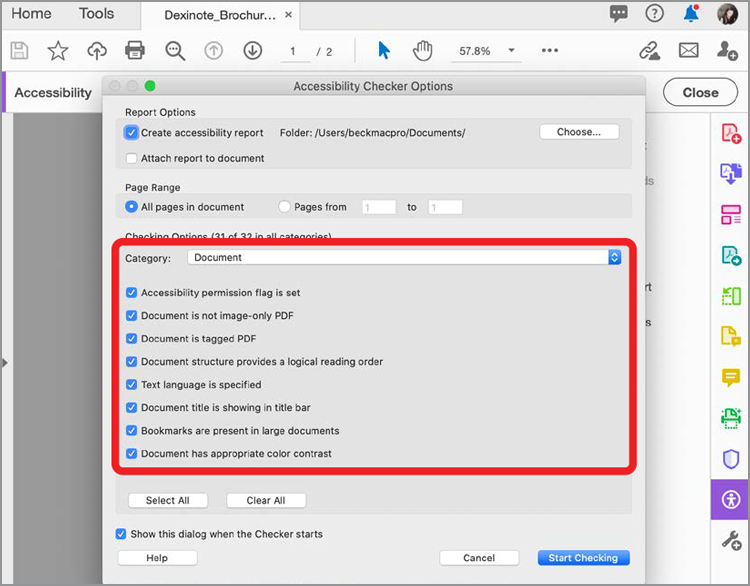 Home Tools Dexinote_Brochur... ×
1 / 2 57.8%
Accessibility Accessibility Checker Options Close
Report Options
Create accessibility report Folder: /Users/beckmacpro/Documents/ Choose...
Attach report to document
Page Range
All pages in document Pages from 1 to 1
Checking Options (31 of 32 in all categories)
Category: Document
Accessibility permission flag is set
Document is not image-only PDF
Document is tagged PDF
Document structure provides a logical reading order
Text language is specified
Document title is showing in title bar
Bookmarks are present in large documents
Document has appropriate color contrast
Select All Clear All
Show this dialog when the Checker starts
Help Cancel Start Checking